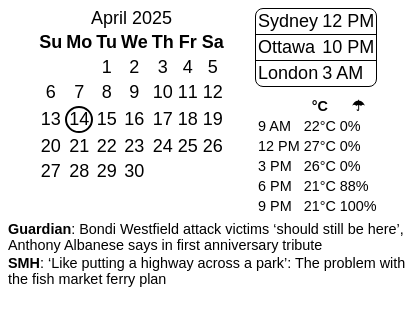 April 2025
Su Mo Tu We Th Fr Sa
1 2 3 4 5
6 7 8 9 10 11 12
13 14 15 16 17 18 19
20 21 22 23 24 25 26
27 28 29 30
Sydney 12 PM
Ottawa 10 PM
London 3 AM
°C ☂
9 AM 22°C 0%
12 PM 27°C 0%
3 PM 26°C 0%
6 PM 21°C 88%
9 PM 21°C 100%
Guardian: Bondi Westfield attack victims ‘should still be here’,
Anthony Albanese says in first anniversary tribute
SMH: ‘Like putting a highway across a park’: The problem with
the fish market ferry plan